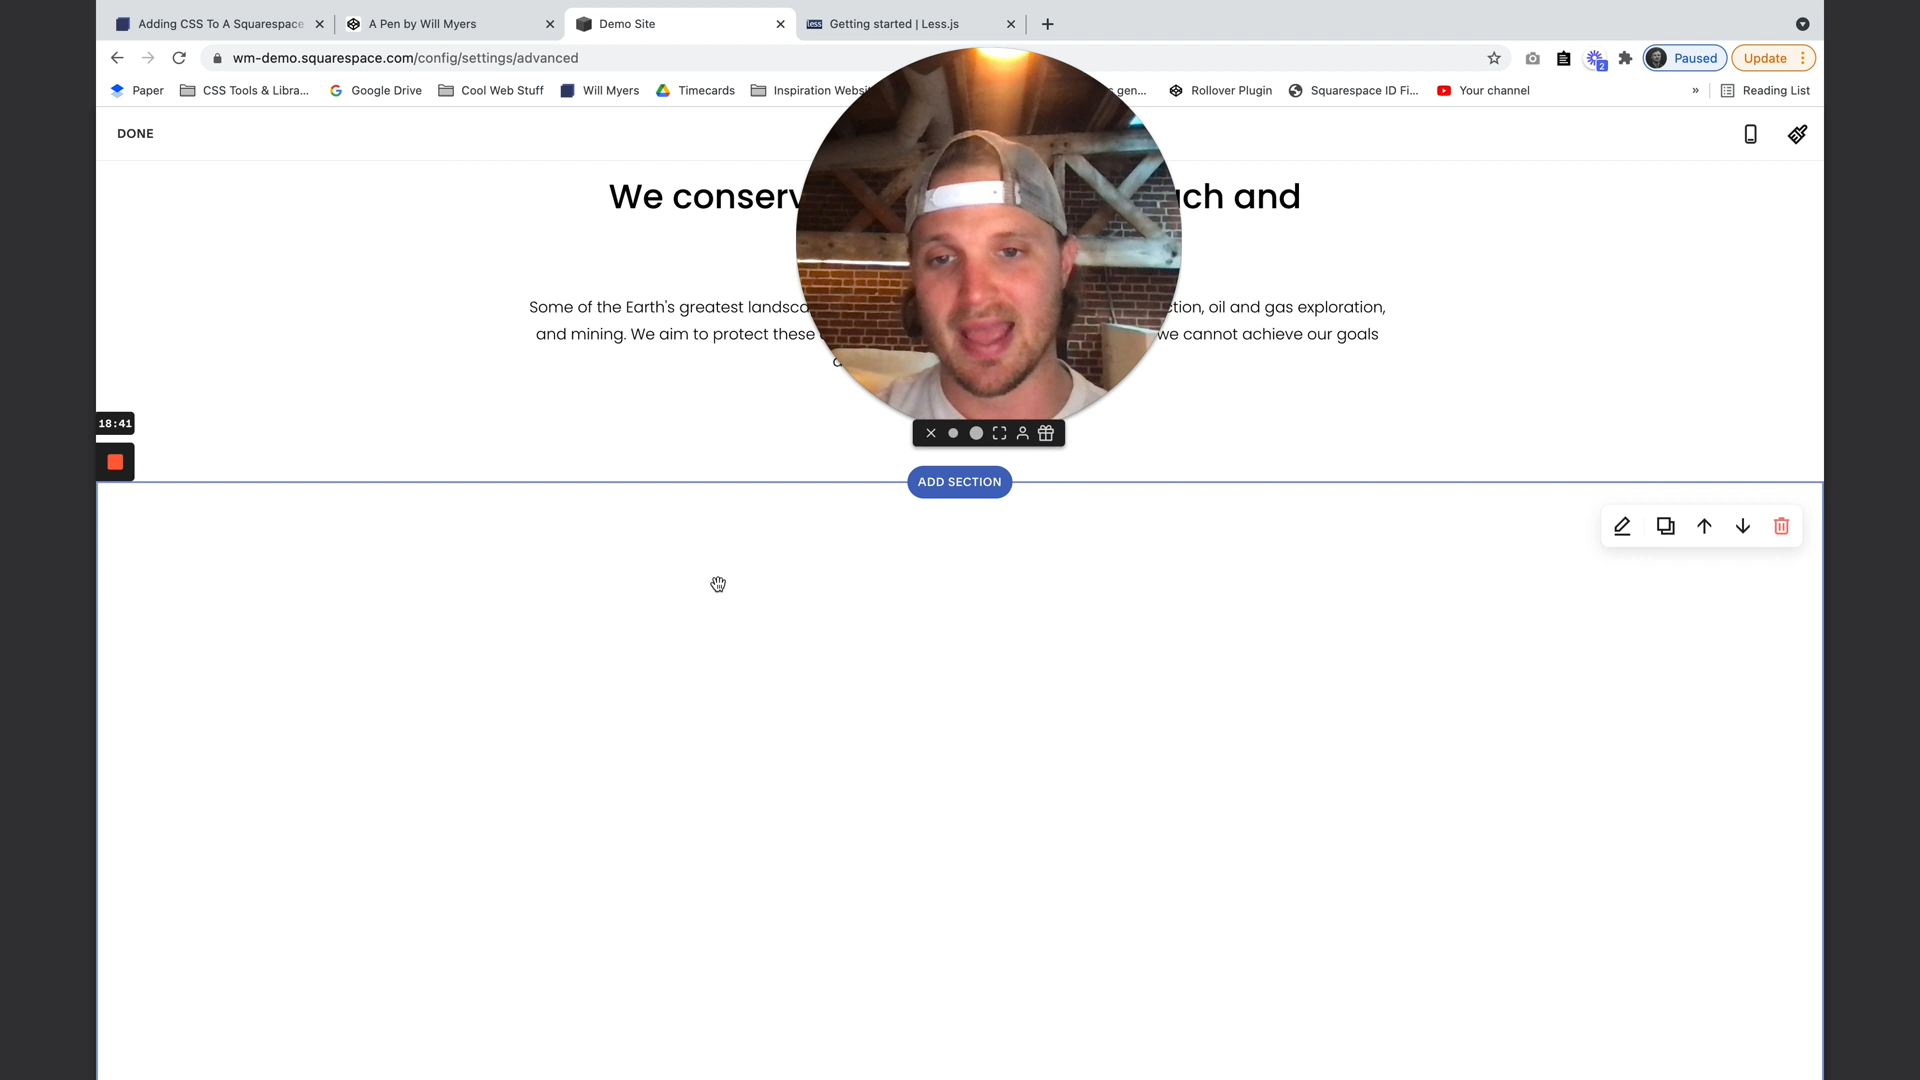 Adding CSS To A Squarespace
A Pen by Will Myers
Demo Site
less
Getting started | Less.js
wm-demo.squarespace.com/config/settings/advanced
2
Paused
Update
Paper
CSS Tools & Libra...
Google Drive
Cool Web Stuff
Will Myers
Timecards
Inspiration Websi
gen...
Rollover Plugin
Squarespace ID Fi...
Your channel
»
Reading List
DONE
We conserv ch and
Some of the Earth's greatest landsca ction, oil and gas exploration,
and mining. We aim to protect these we cannot achieve our goals
18:41
ADD SECTION